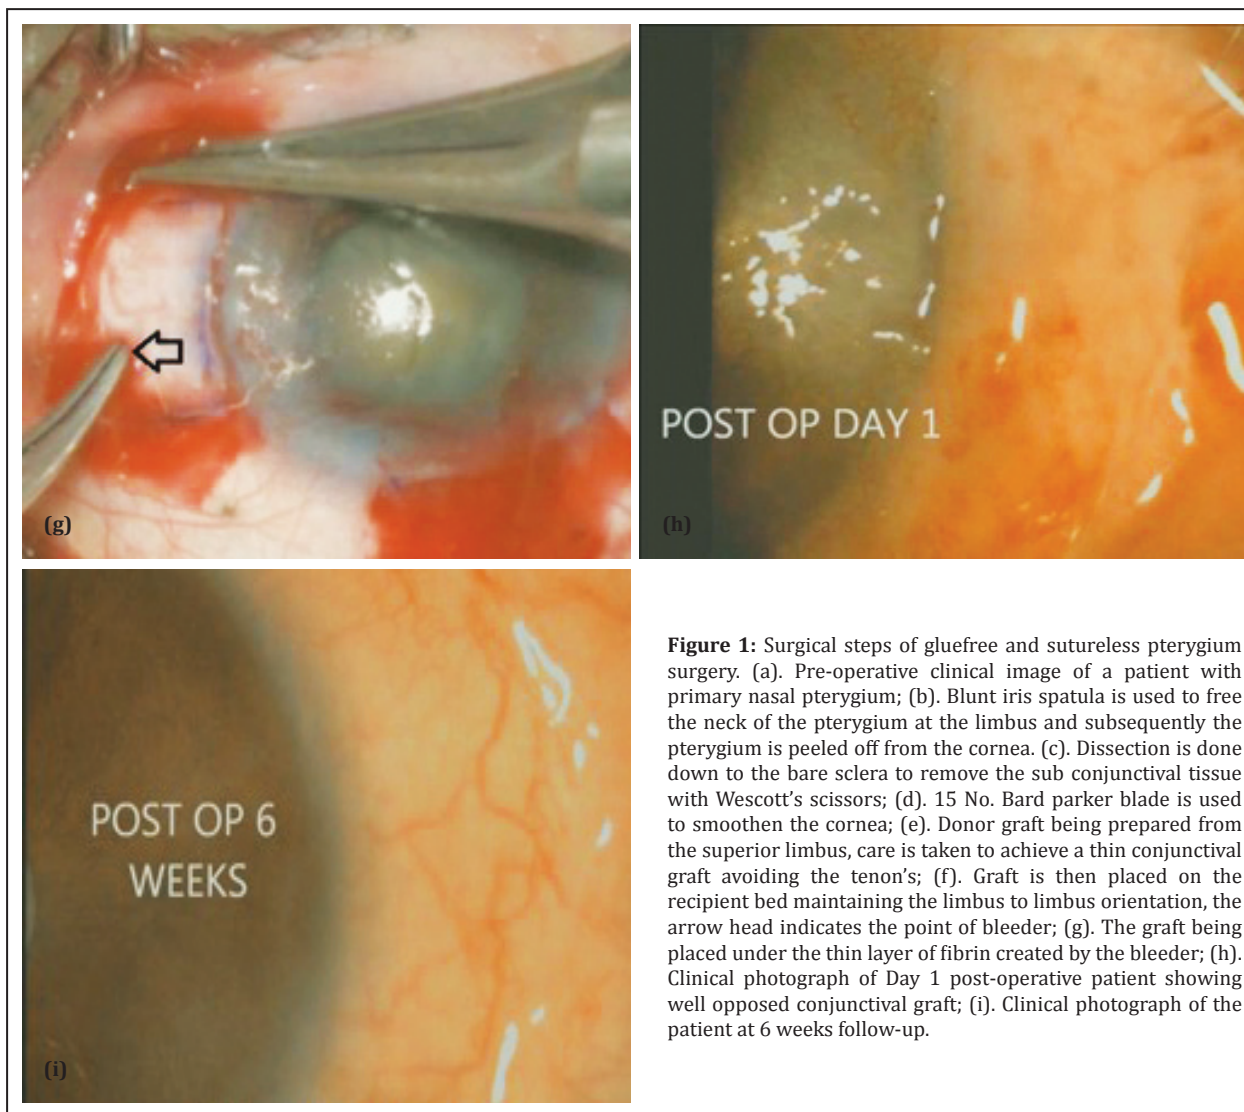 (g)
POST OP DAY 1
(h)
POST OP 6
WEEKS
(i)
Figure 1: Surgical steps of gluefree and sutureless pterygium
surgery. (a). Pre-operative clinical image of a patient with
primary nasal pterygium; (b). Blunt iris spatula is used to free
the neck of the pterygium at the limbus and subsequently the
pterygium is peeled off from the cornea. (c). Dissection is done
down to the bare sclera to remove the sub conjunctival tissue
with Wescott's scissors; (d). 15 No. Bard parker blade is used
to smoothen the cornea; (e). Donor graft being prepared from
the superior limbus, care is taken to achieve a thin conjunctival
graft avoiding the tenon's; (f). Graft is then placed on the
recipient bed maintaining the limbus to limbus orientation, the
arrow head indicates the point of bleeder; (g). The graft being
placed under the thin layer of fibrin created by the bleeder; (h).
Clinical photograph of Day 1 post-operative patient showing
well opposed conjunctival graft; (i). Clinical photograph of the
patient at 6 weeks follow-up.